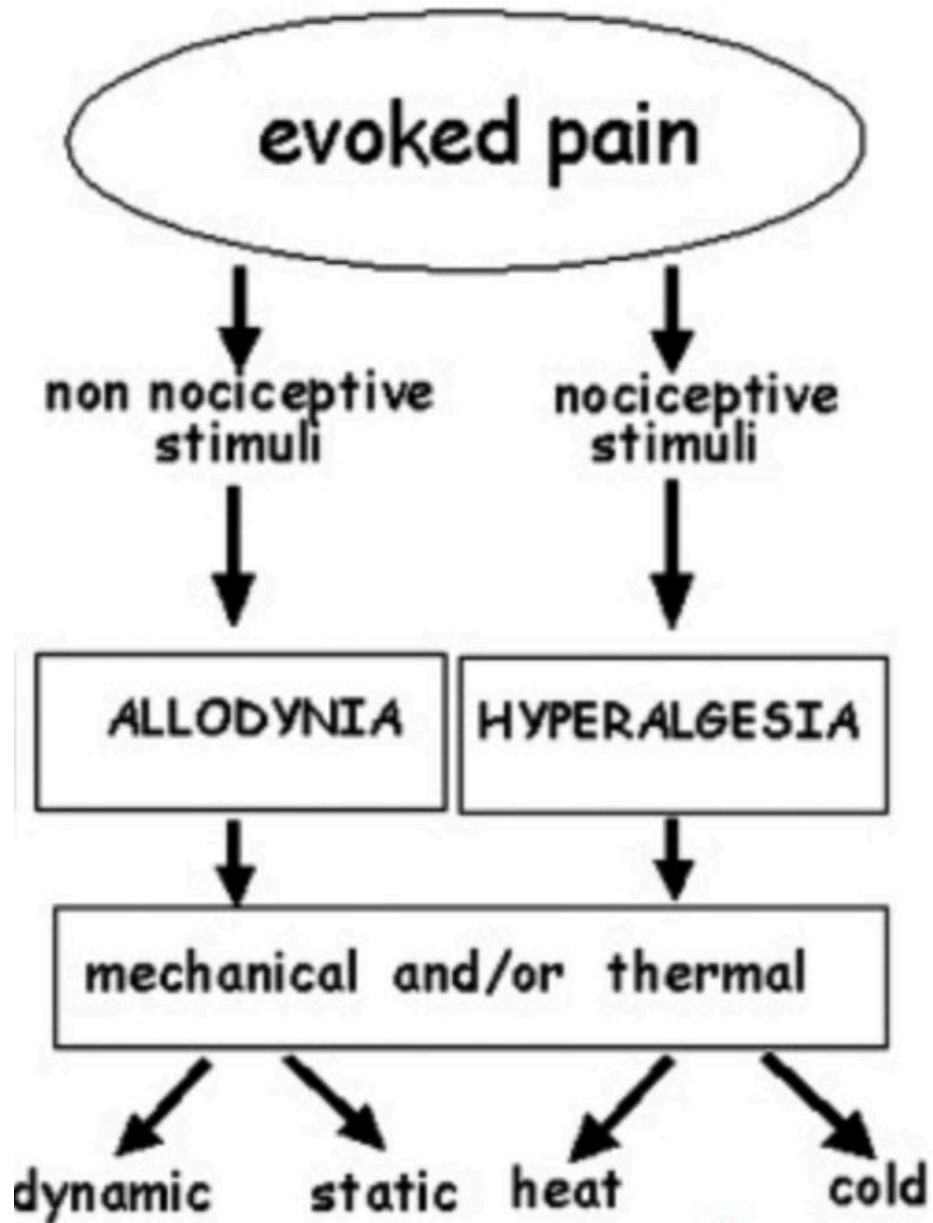 evoked pain
non nociceptive
stimuli
nociceptive
stimuli
ALLODYNIA
HYPERALGESIA
mechanical and/or thermal
dynamic
static
heat
cold